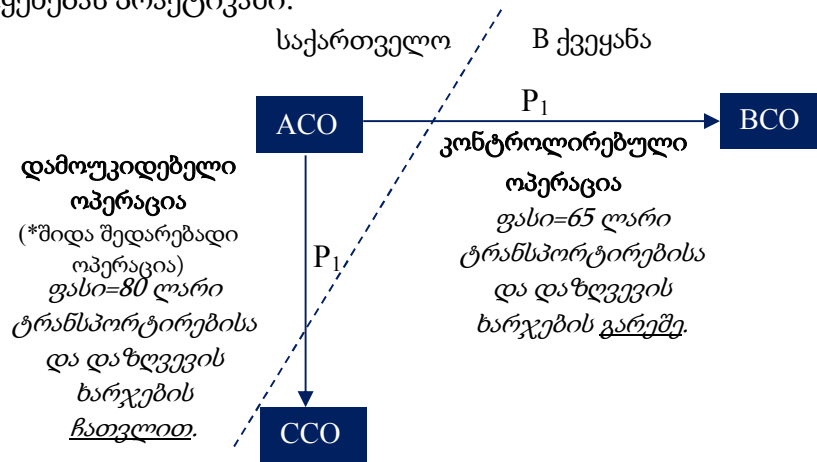 საქართველო
B ქვეყანა
ACO
P1
BCO
დამოუკიდებელი
ოპერაცია
(*შიდა შედარებადი
ოპერაცია)
ფასი=80 ლარი
ტრანსპორტირებისა
და დაზღვევის
ხარჯების
ჩათვლით.
P1
კონტროლირებული
ოპერაცია
ფასი=65 ლარი
ტრანსპორტირებისა
და დაზღვევის
ხარჯების გარეშე.
CCO